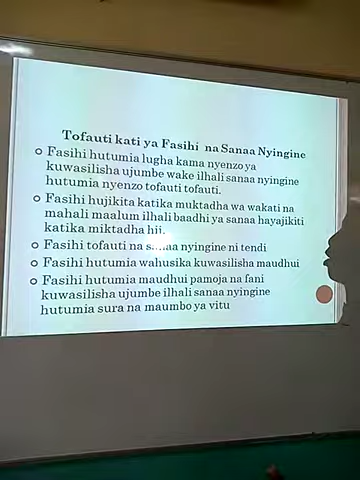 Tofauti kati ya Fasihi na Sanaa Nyingine
Fasihi hutumia lugha kama nyenzo ya
kuwasilisha ujumbe wake ilhali sanaa nyingine
hutumia nyenzo tofauti tofauti.
Fasihi hujikita katika muktadha wa wakati na
mahali maalum ilhali baadhi ya sanaa hayajikiti
katika miktadha hii.
Fasihi tofauti na nyingine ni tendi
Fasihi hutumia wahusika kuwasilisha maudhui
Fasihi hutumia maudhui pamoja na fani
kuwasilisha ujumbe ilhali sanaa nyingine
hutumia sura na maumbo ya vitu